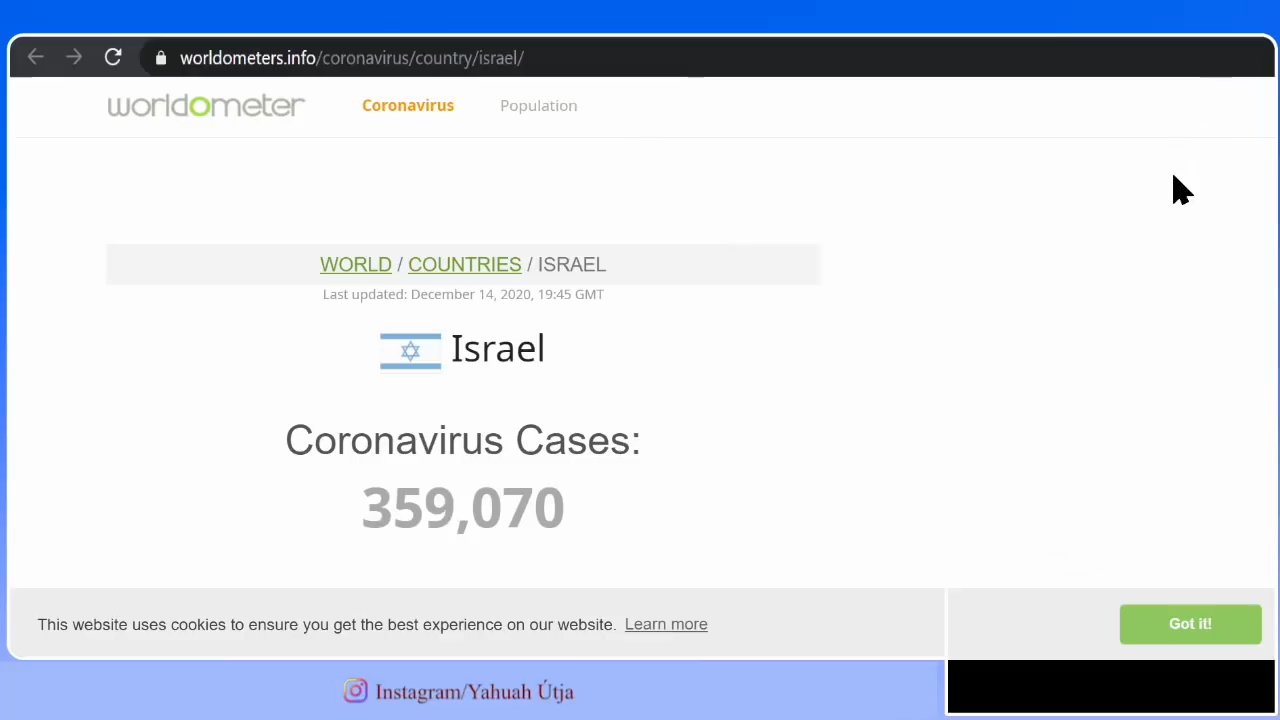 worldometers.info/coronavirus/country/israel/
worldometer Coronavirus Population
WORLD / COUNTRIES / ISRAEL
Last updated: December 14, 2020, 19:45 GMT
Israel
Coronavirus Cases:
359,070
This website uses cookies to ensure you get the best experience on our website. Learn more
Got it!
Instagram/Yahuah Útja